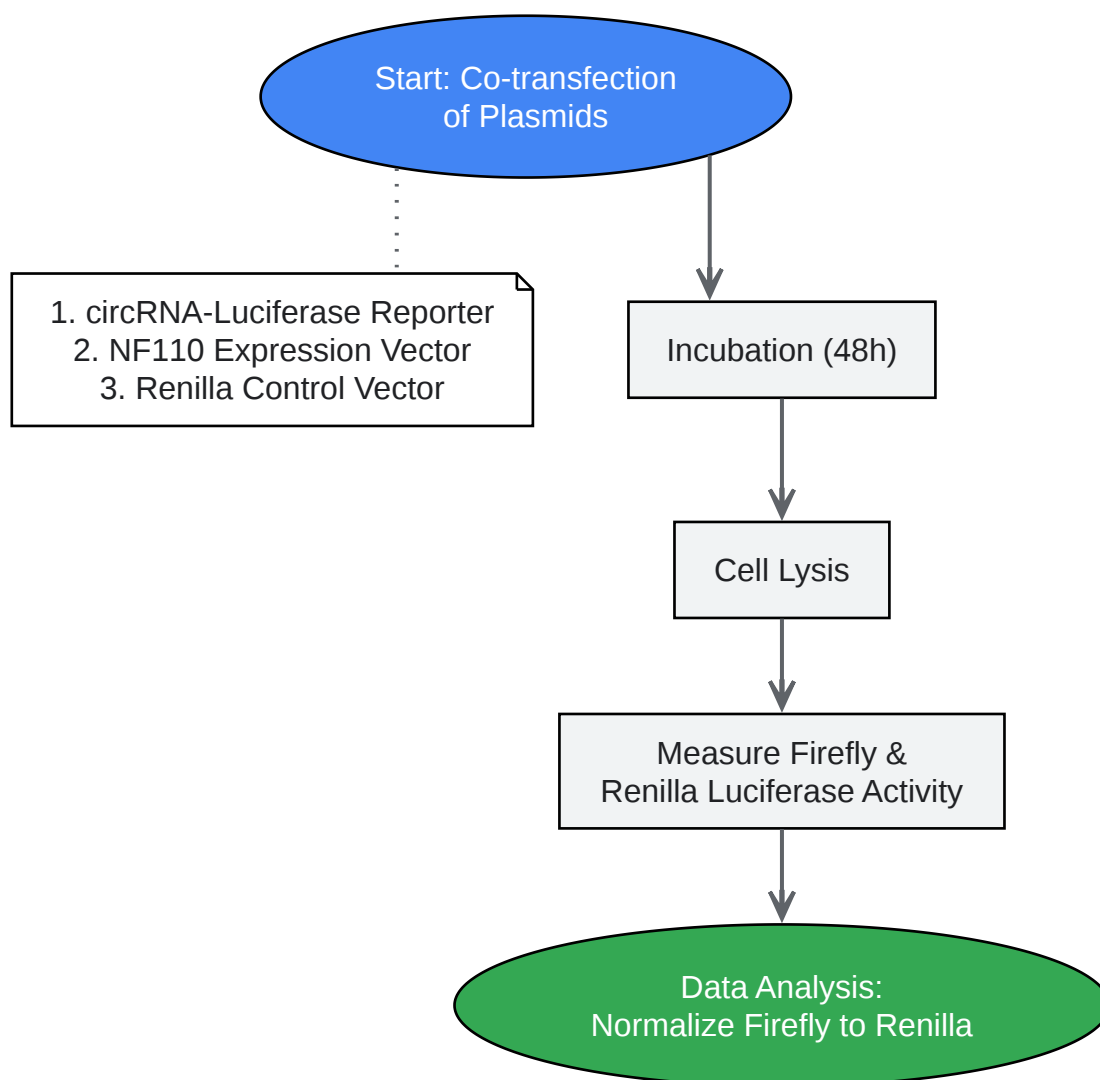 Start: Co-transfection
of Plasmids
1. circRNA-Luciferase Reporter
2. NF110 Expression Vector
3. Renilla Control Vector
Incubation (48h)
Cell Lysis
Measure Firefly &
Renilla Luciferase Activity
Data Analysis:
Normalize Firefly to Renilla